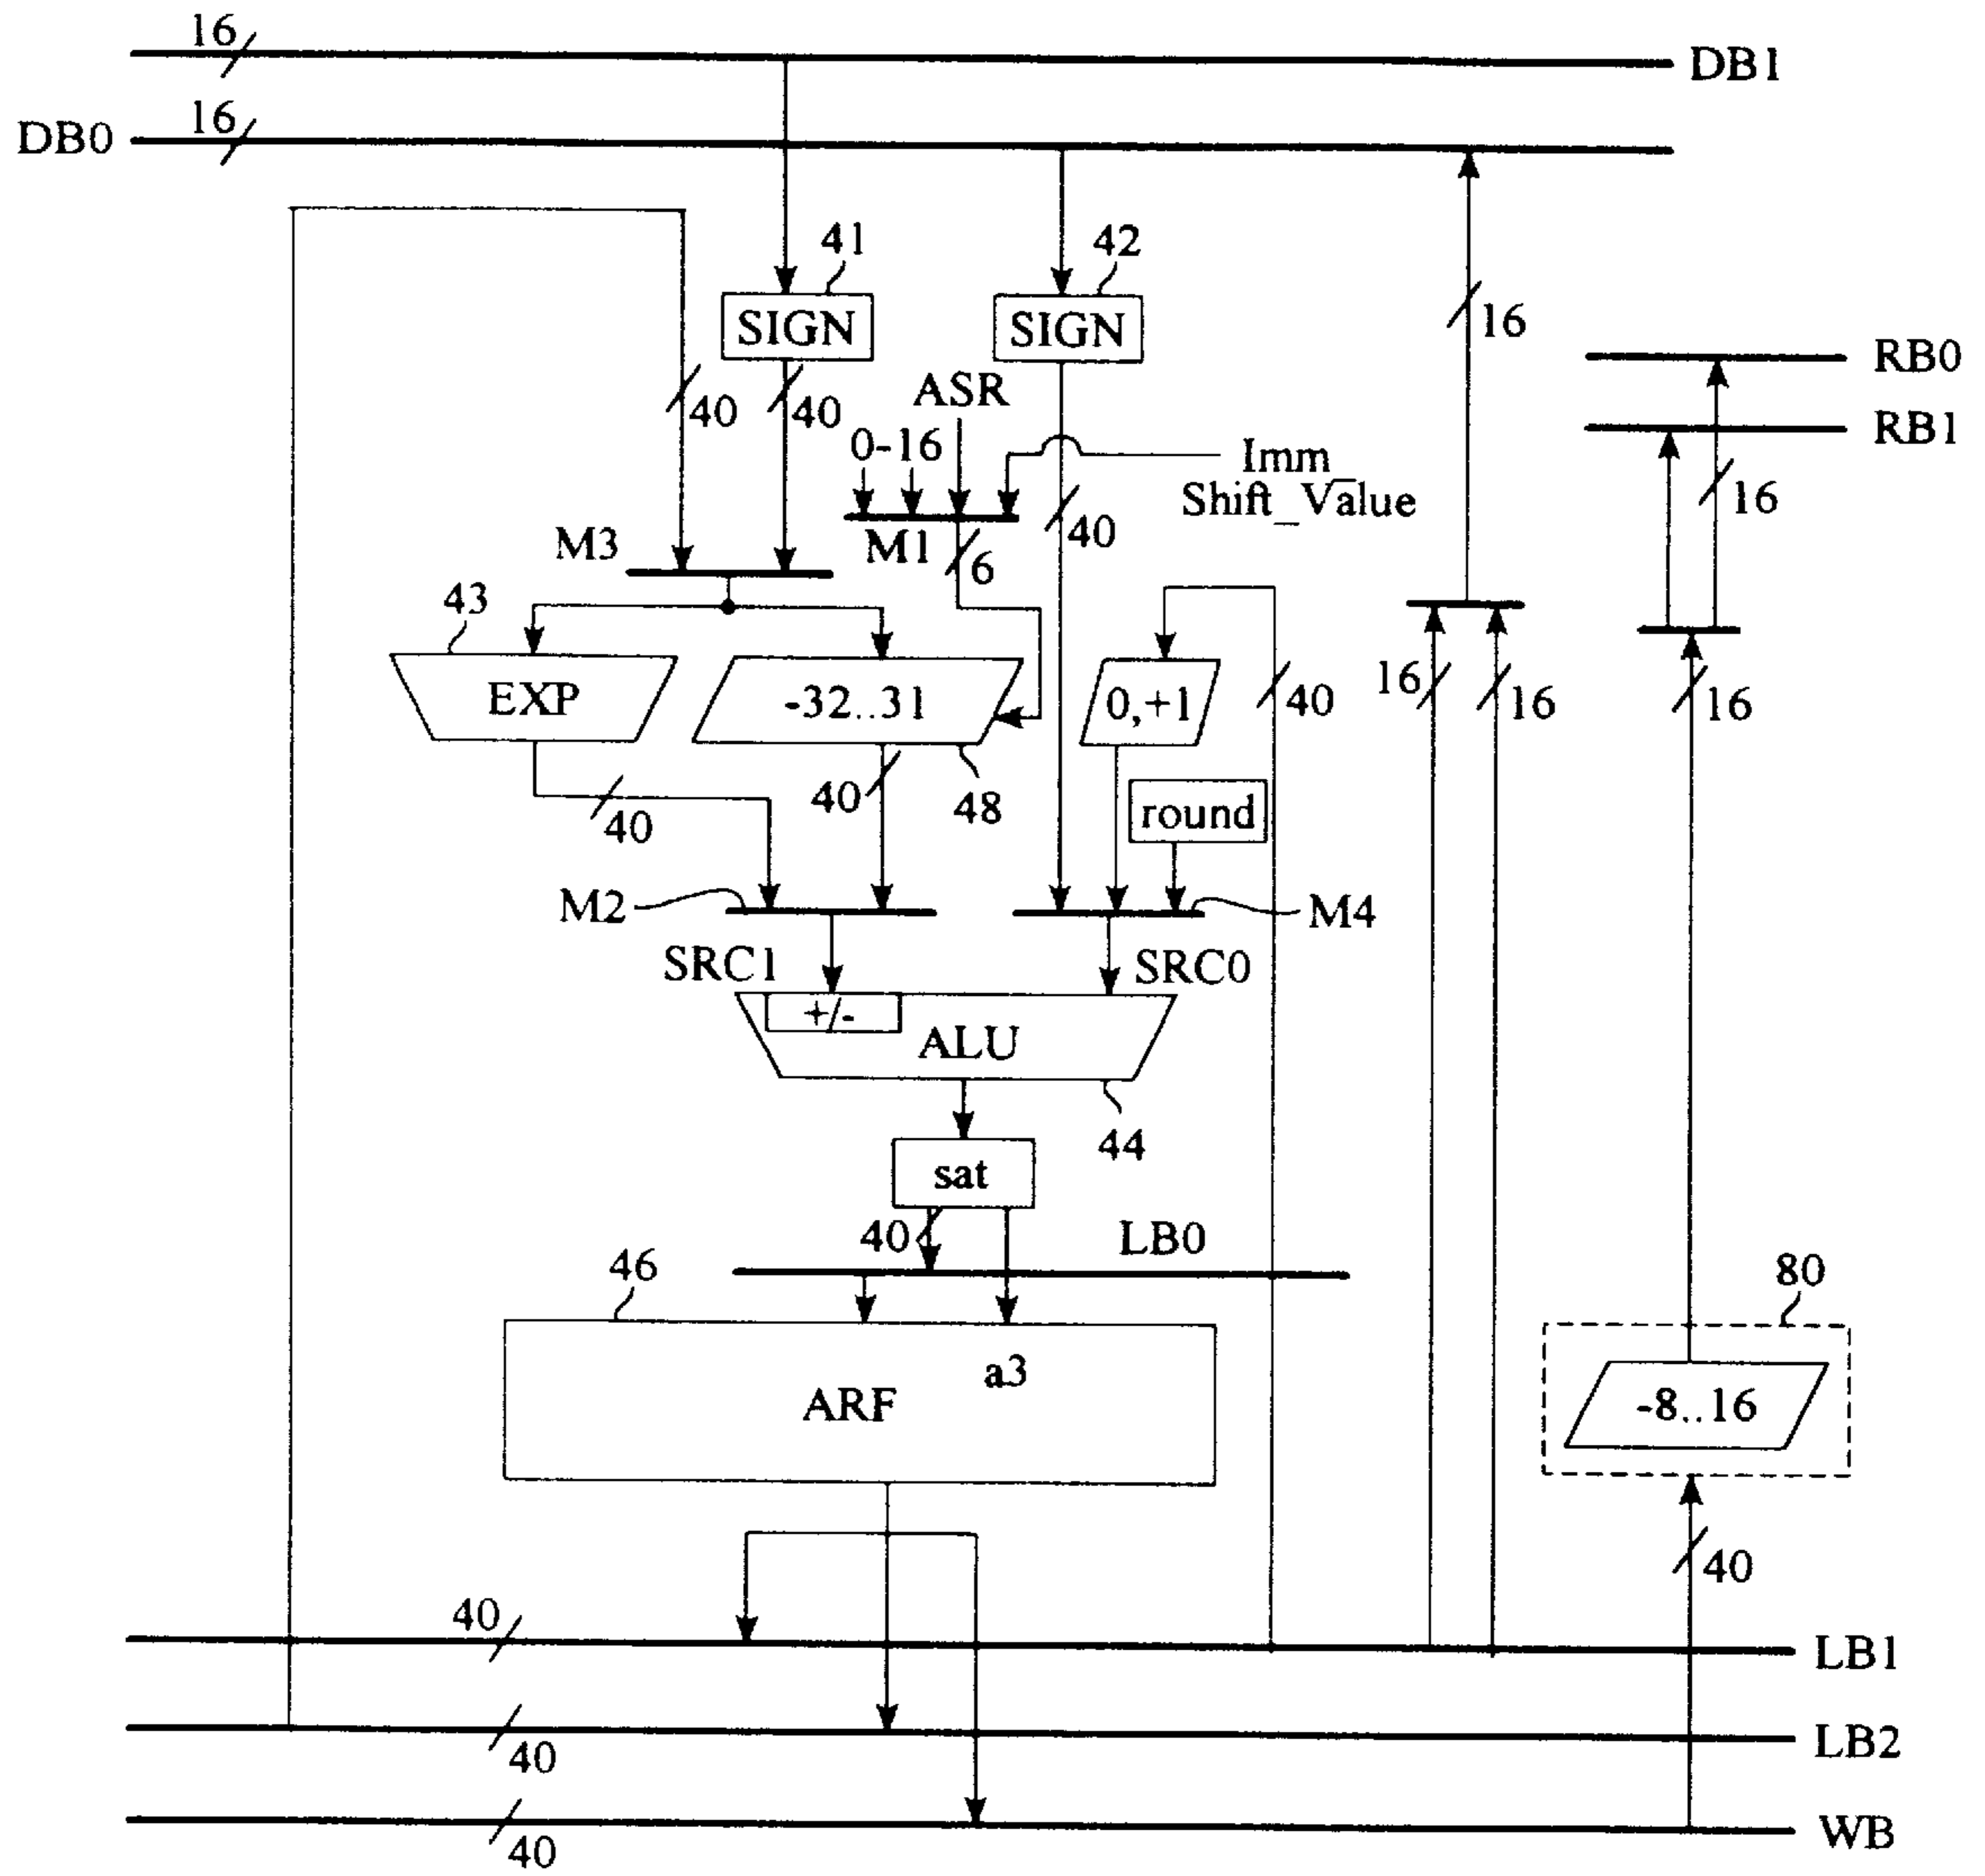 16
DB1
16
DB0
41
42
SIGN
SIGN
16
RB0
40
40
ASR
RB1
0-16
Imm
Shift_Value
16
40
M3
M1
6
43
EXP
-32..31
0,+1
40
16
16
16
40
40
48
round
M2
M4
SRC1
SRC0
+/-
ALU
44
sat
40
LB0
46
80
a3
ARF
-8..16
40
40
LB1
40
LB2
40
WB